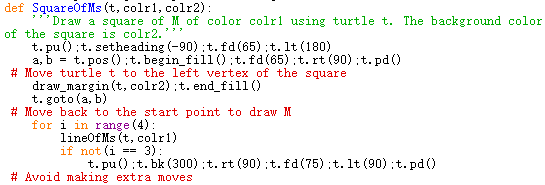 def SquareOfMs(t,colr1,colr2):
    '''Draw a square of M of color colr1 using turtle t. The background color
of the square is colr2.'''
    t.pu();t.setheading(-90);t.fd(65);t.lt(180)
    a,b = t.pos();t.begin_fill();t.fd(65);t.rt(90);t.pd()
 # Move turtle t to the left vertex of the square
    draw_margin(t,colr2);t.end_fill()
    t.goto(a,b)
 # Move back to the start point to draw M
    for i in range(4):
        lineOfMs(t,colr1)
        if not(i == 3):
            t.pu();t.bk(300);t.rt(90);t.fd(75);t.lt(90);t.pd()
 # Avoid making extra moves